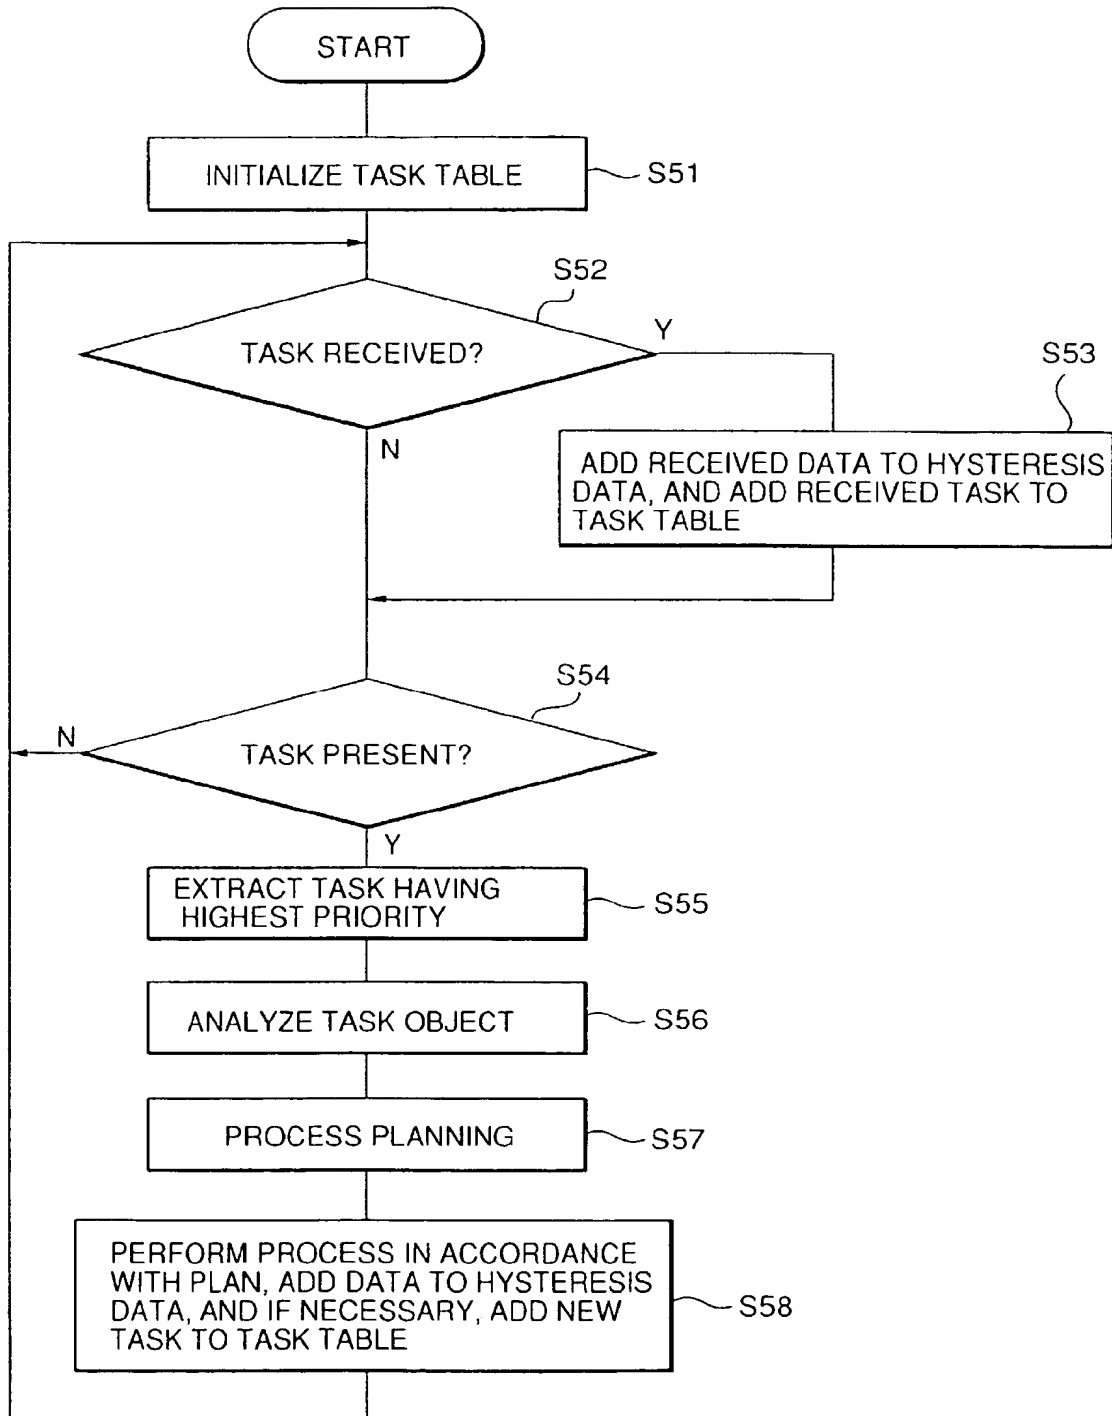 START
INITIALIZE TASK TABLE
S51
S52
TASK RECEIVED?
Y
N
S53
ADD RECEIVED DATA TO HYSTERESIS
DATA, AND ADD RECEIVED TASK TO
TASK TABLE
S54
TASK PRESENT?
N
Y
EXTRACT TASK HAVING
HIGHEST PRIORITY
S55
ANALYZE TASK OBJECT
S56
PROCESS PLANNING
S57
PERFORM PROCESS IN ACCORDANCE
WITH PLAN, ADD DATA TO HYSTERESIS
DATA, AND IF NECESSARY, ADD NEW
TASK TO TASK TABLE
S58